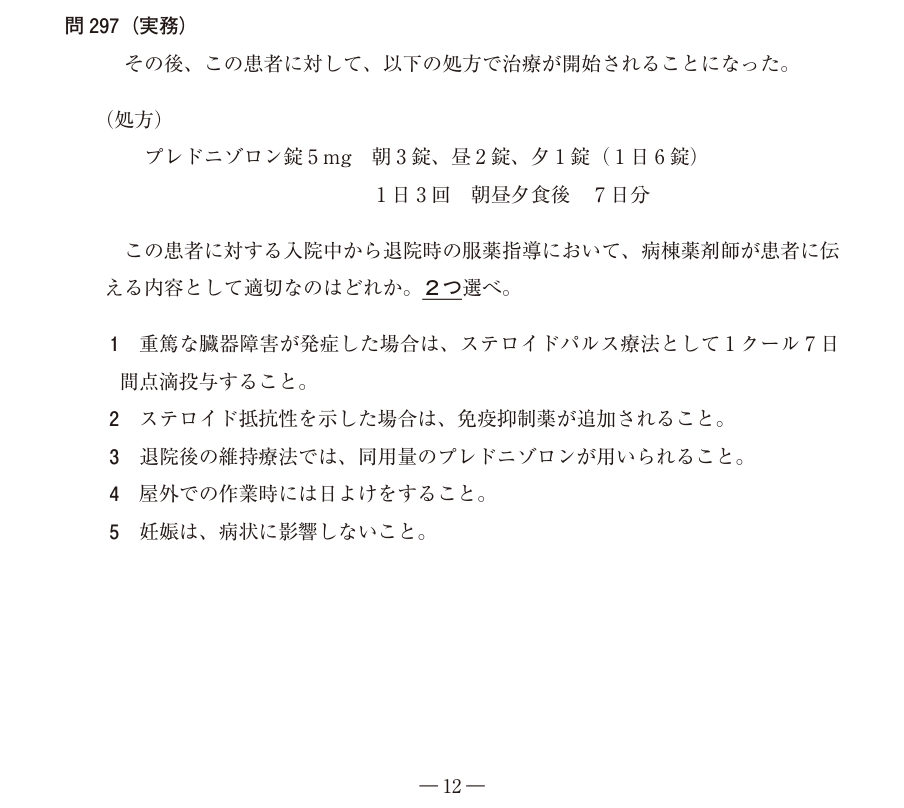 問 297（実務）
その後、この患者に対して、以下の処方で治療が開始されることになった。
（処方）
プレドニゾロン錠５mg　朝３錠、昼２錠、夕１錠（１日６錠）
１日３回　朝昼夕食後　７日分
この患者に対する入院中から退院時の服薬指導において、病棟薬剤師が患者に伝
える内容として適切なのはどれか。２つ選べ。
1　重篤な臓器障害が発症した場合は、ステロイドパルス療法として１クール７日
間点滴投与すること。
2　ステロイド抵抗性を示した場合は、免疫抑制薬が追加されること。
3　退院後の維持療法では、同用量のプレドニゾロンが用いられること。
4　屋外での作業時には日よけをすること。
5　妊娠は、病状に影響しないこと。
― 12 ―